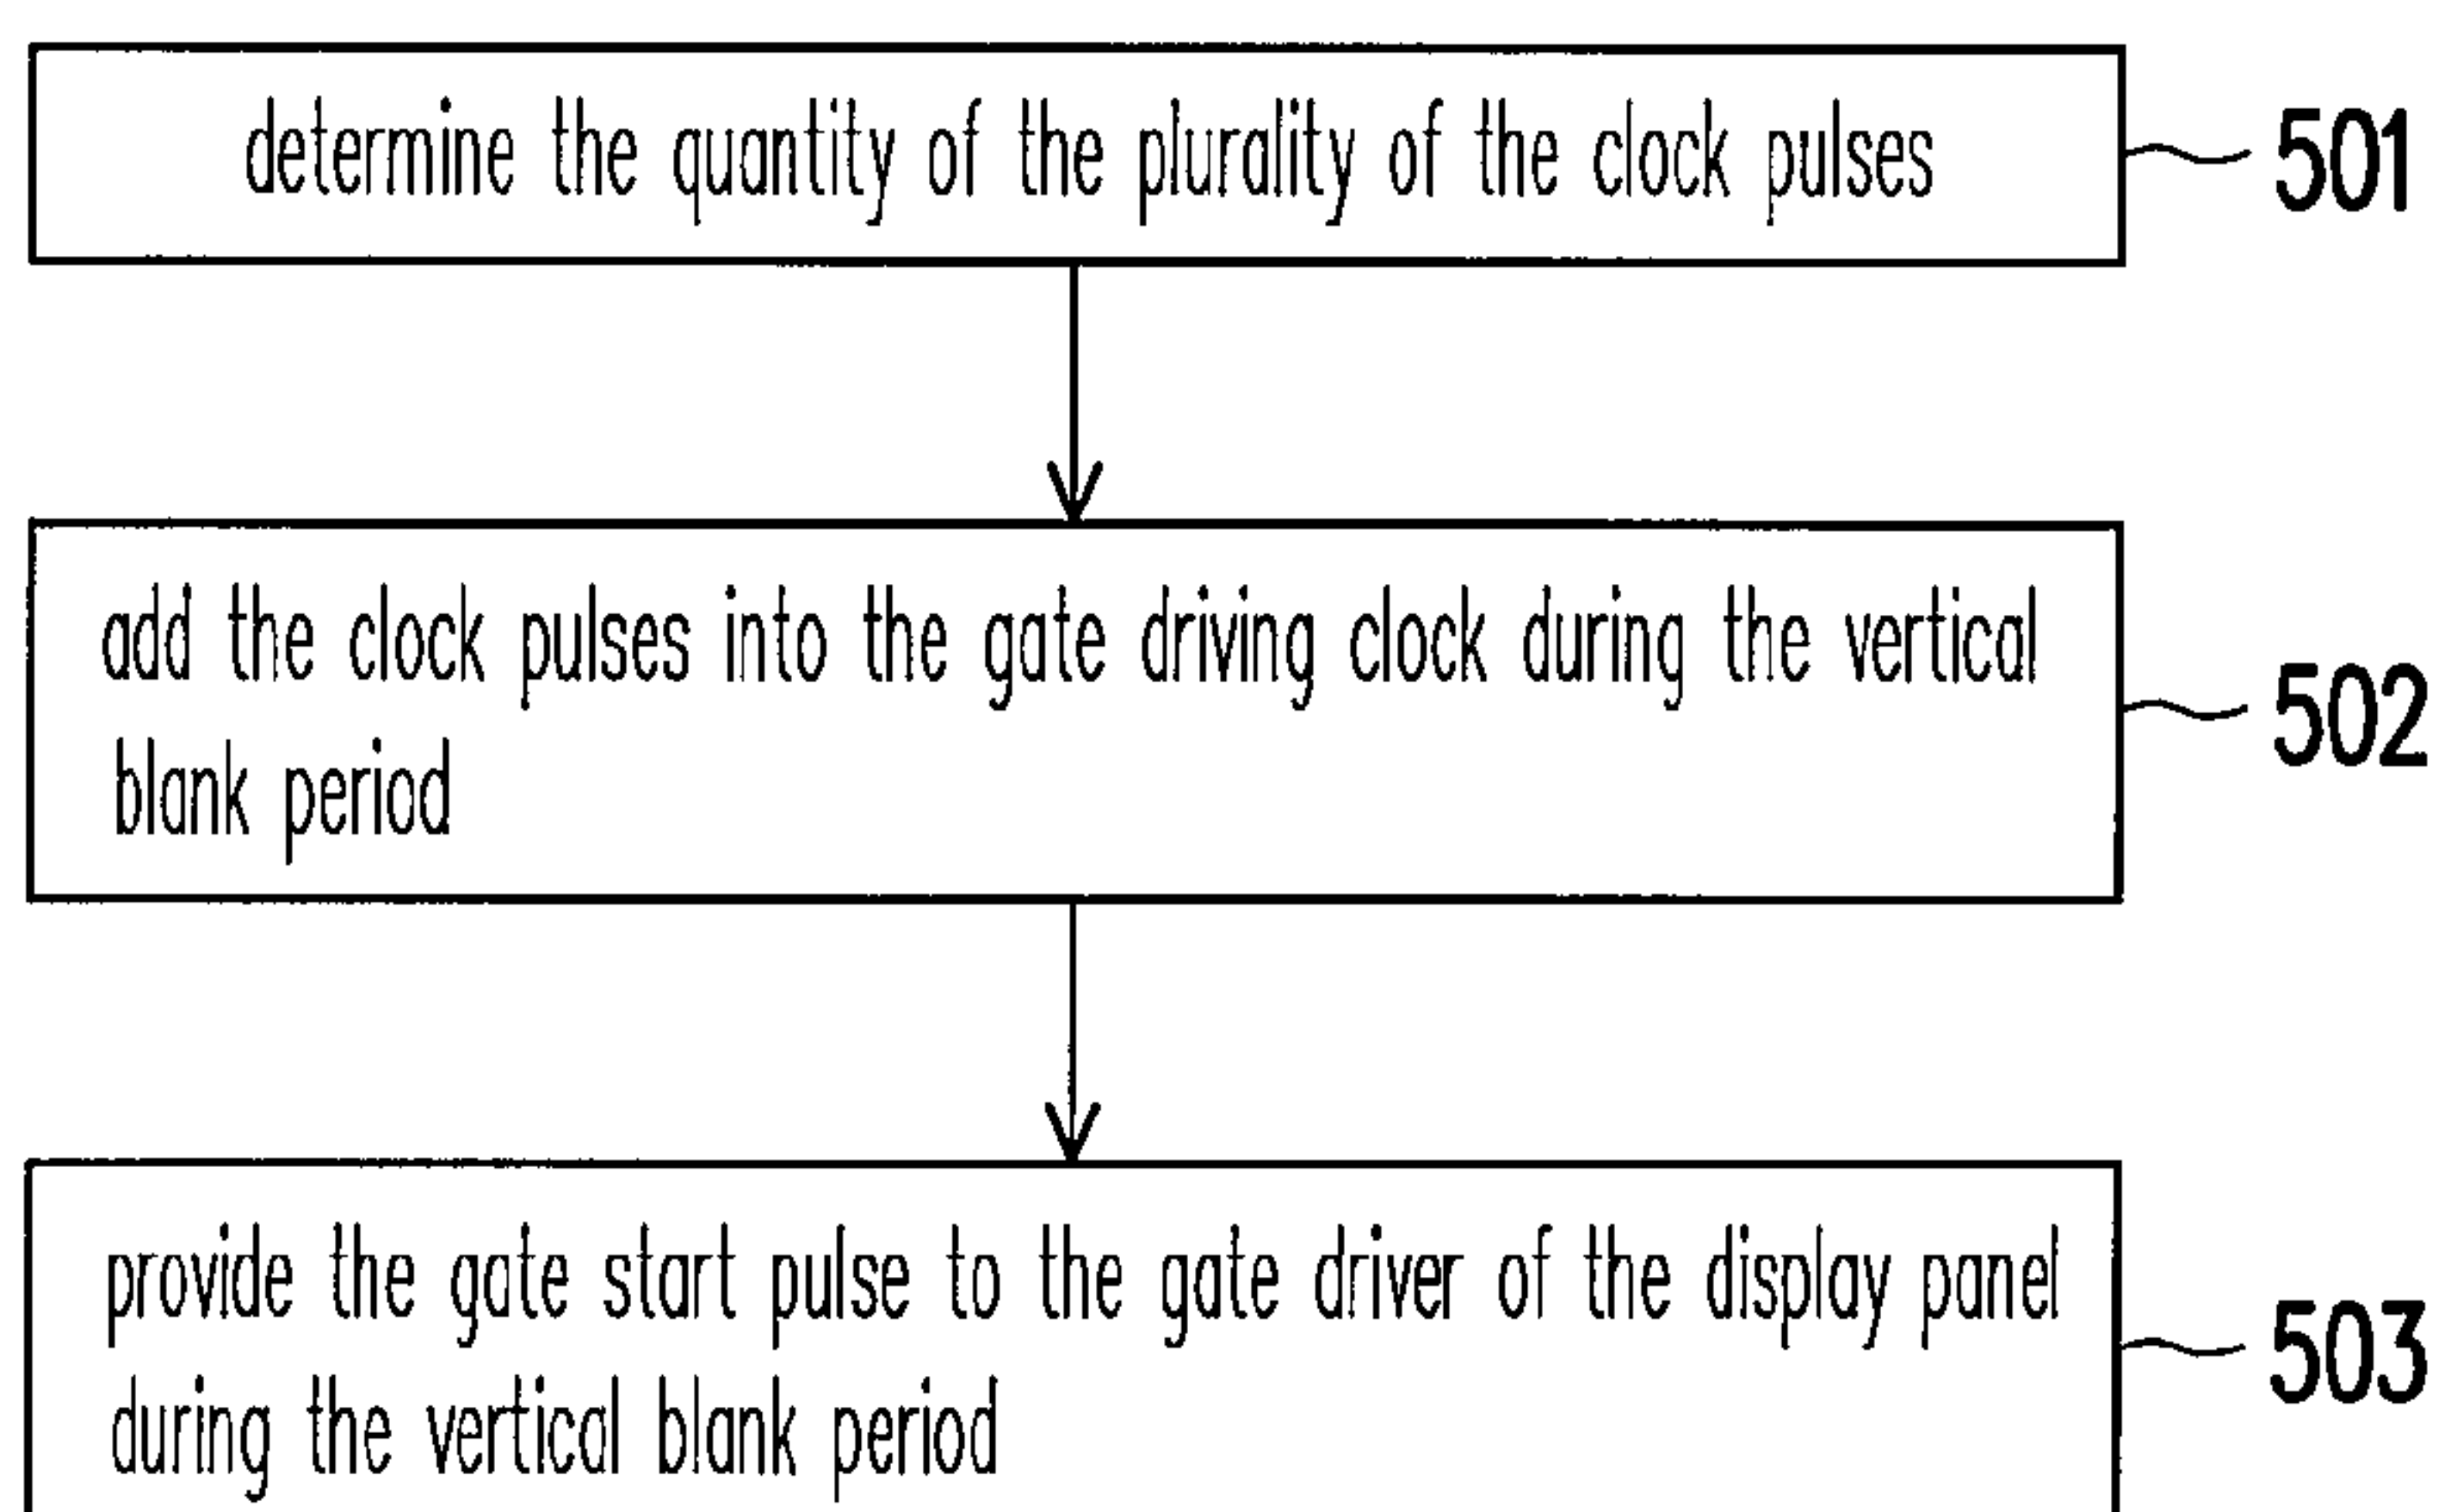 determine the quantity of the plurality of the clock pulses
501
add the clock pulses into the gate driving clock during the vertical
blank period
502
provide the gate start pulse to the gate driver of the display panel
during the vertical blank period
503